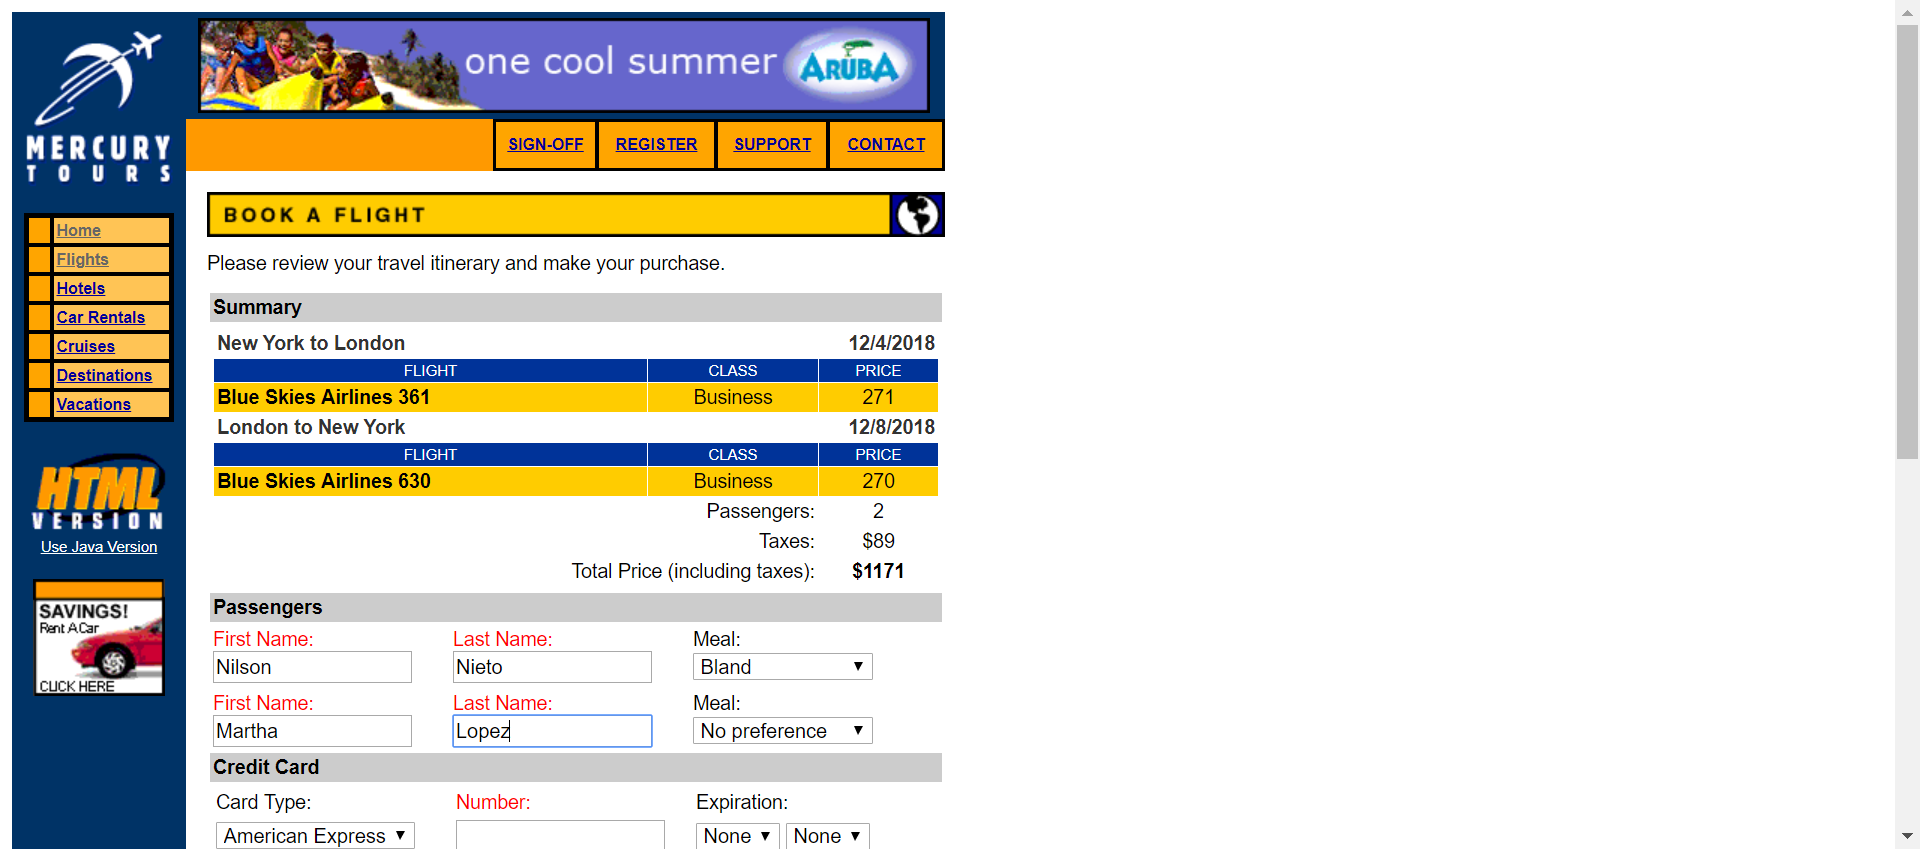 one cool summer ARUBA
MERCURY
TOURS
SIGN-OFF REGISTER SUPPORT CONTACT
BOOK A FLIGHT
Home
Flights
Hotels
Car Rentals
Cruises
Destinations
Vacations
HTML
VERSION
Use Java Version
SAVINGS!
Rent A Car
CLICK HERE
Please review your travel itinerary and make your purchase.
Summary
New York to London 12/4/2018
FLIGHT CLASS PRICE
Blue Skies Airlines 361 Business 271
London to New York 12/8/2018
FLIGHT CLASS PRICE
Blue Skies Airlines 630 Business 270
Passengers: 2
Taxes: $89
Total Price (including taxes): $1171
Passengers
First Name: Last Name: Meal:
Nilson Nieto Bland
First Name: Last Name: Meal:
Martha Lopez No preference
Credit Card
Card Type: Number: Expiration:
American Express None None